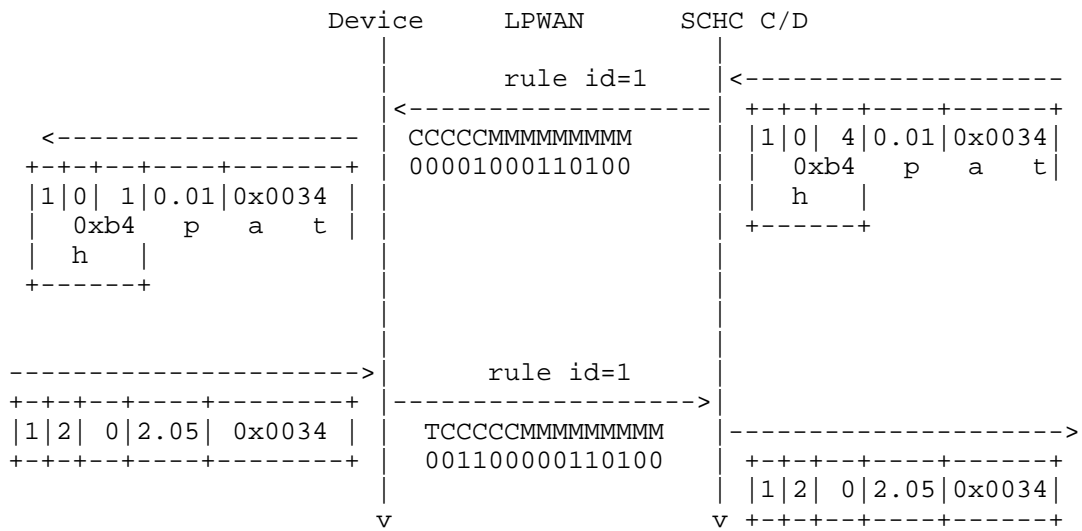 Device      LPWAN      SCHC C/D
                         |                     |
                         |       rule id=1     |<---------------------
                         |<--------------------|  +-+-+--+----+------+
   <-------------------- | CCCCCMMMMMMMMM      |  |1|0| 4|0.01|0x0034|
  +-+-+--+----+-------+  | 00001000110100      |  |  0xb4   p   a   t|
  |1|0| 1|0.01|0x0034 |  |                     |  |  h   |
  |  0xb4   p   a   t |  |                     |  +------+
  |  h   |               |                     |
  +------+               |                     |
                         |                     |
                         |                     |
----------------------->|      rule id=1      |
+-+-+--+----+--------+  |-------------------->|
|1|2| 0|2.05| 0x0034 |  |  TCCCCCMMMMMMMMM    |--------------------->
+-+-+--+----+--------+  |  001100000110100    |  +-+-+--+----+------+
                         |                     |  |1|2| 0|2.05|0x0034|
                         v                     v +-+-+--+----+------+